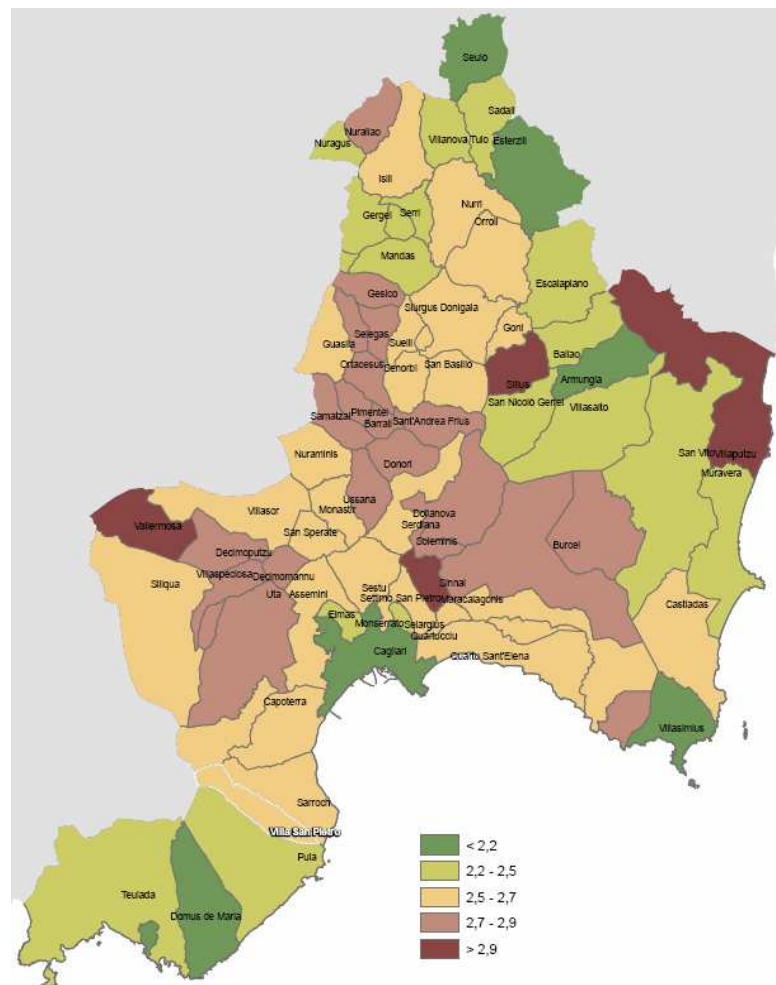 Seulo
Sadali
Nurallao
Nuragus
Villanova
Tulo
Esterzili
Isili
Gergei
Serri
Nurri
Orroli
Mandas
Escalaplano
Gesico
Siurgus Donigala
Goni
Selegas
Guasila
Suelli
Ballao
Ortacesus
Senorbì
San Basilio
Silius
Armungia
San Nicolò Gerrei
Villasalto
Samatzai
Pimentel
Barrali
Sant'Andrea Frius
San Vito
Villaputzu
Muravera
Nuraminis
Donori
Ussana
Vallermosa
Villasor
Monastir
San Sperate
Dolianova
Serdiana
Soleminis
Burcei
Decimoputzu
Villaspeciosa
Decimomannu
Siliqua
Uta
Assemini
Sestu
Settimo
San Pietro
Sinnai
Maracalagonis
Castiadas
Elmas
Monserrato
Selargius
Quartucciu
Cagliari
Quartu Sant'Elena
Capoterra
Villasimius
Sarroch
Villa San Pietro
Pula
Teulada
Domus de Maria
< 2,2
2,2 - 2,5
2,5 - 2,7
2,7 - 2,9
> 2,9